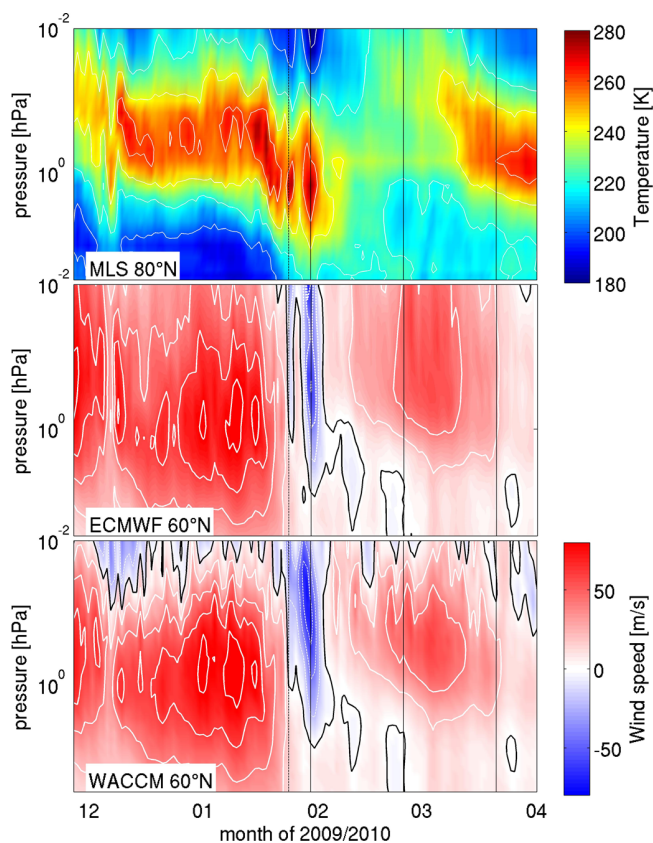 10⁻²
pressure [hPa]
10⁰
MLS 80°N
280
260
240
220
200
180
Temperature [K]
10⁻²
pressure [hPa]
10⁰
10⁻²
ECMWF 60°N
10⁻²
pressure [hPa]
10⁰
WACCM 60°N
50
0
-50
Wind speed [m/s]
12 01 02 03 04
month of 2009/2010